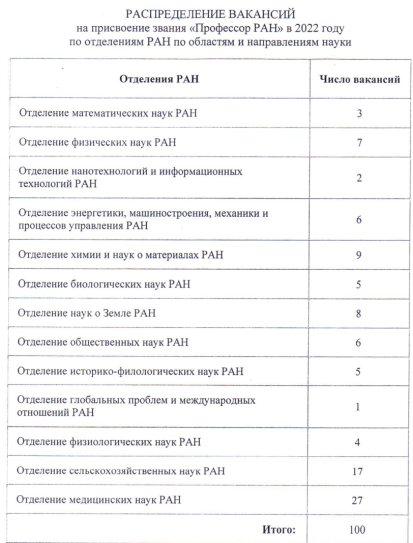 РАСПРЕДЕЛЕНИЕ ВАКАНСИЙ
на присвоение звания «Профессор РАН» в 2022 году
по отделениям РАН по областям и направлениям науки
Отделения РАН Число вакансий
Отделение математических наук РАН 3
Отделение физических наук РАН 7
Отделение нанотехнологий и информационных
технологий РАН 2
Отделение энергетики, машиностроения, механики и
процессов управления РАН 6
Отделение химии и наук о материалах РАН 9
Отделение биологических наук РАН 5
Отделение наук о Земле РАН 8
Отделение общественных наук РАН 6
Отделение историко-филологических наук РАН 5
Отделение глобальных проблем и международных
отношений РАН 1
Отделение физиологических наук РАН 4
Отделение сельскохозяйственных наук РАН 17
Отделение медицинских наук РАН 27
Итого: 100